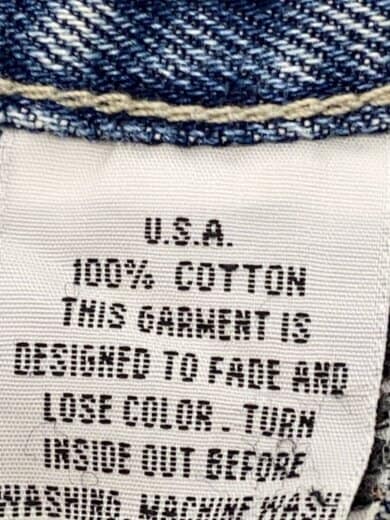 U.S.A.
100% COTTON
THIS GARMENT IS
DESIGNED TO FADE AND
LOSE COLOR . TURN
INSIDE OUT BEFORE
WASHING. MACHINE WASH